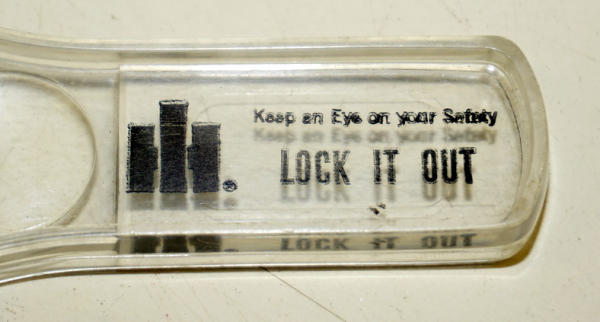 Keep an Eye on your Safety
LOCK IT OUT
®